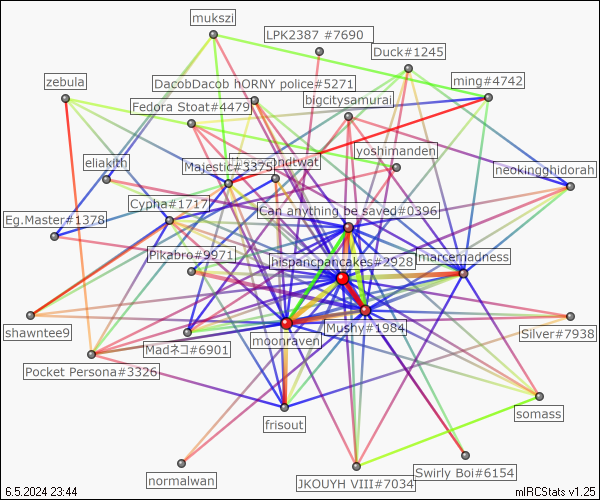 mukszi
LPK2387 #7690
Duck#1245
zebula
DacobDacob hORNY police#5271
ming#4742
Fedora Stoat#4479
bigcitysamurai
yoshimanden
eliakith
Majestic#3375
neokingghidorah
Cypha#1717
Can anything be saved#0396
Eg.Master#1378
Pikabro#9971
hispancpancakes#2928
marcemadness
shawntee9
Madネコ#6901
moonraven
Mushy#1984
Silver#7938
Pocket Persona#3326
frisout
somass
normalwan
JKOUYH VIII#7034
Swirly Boi#6154
6.5.2024 23:44
mIRCStats v1.25